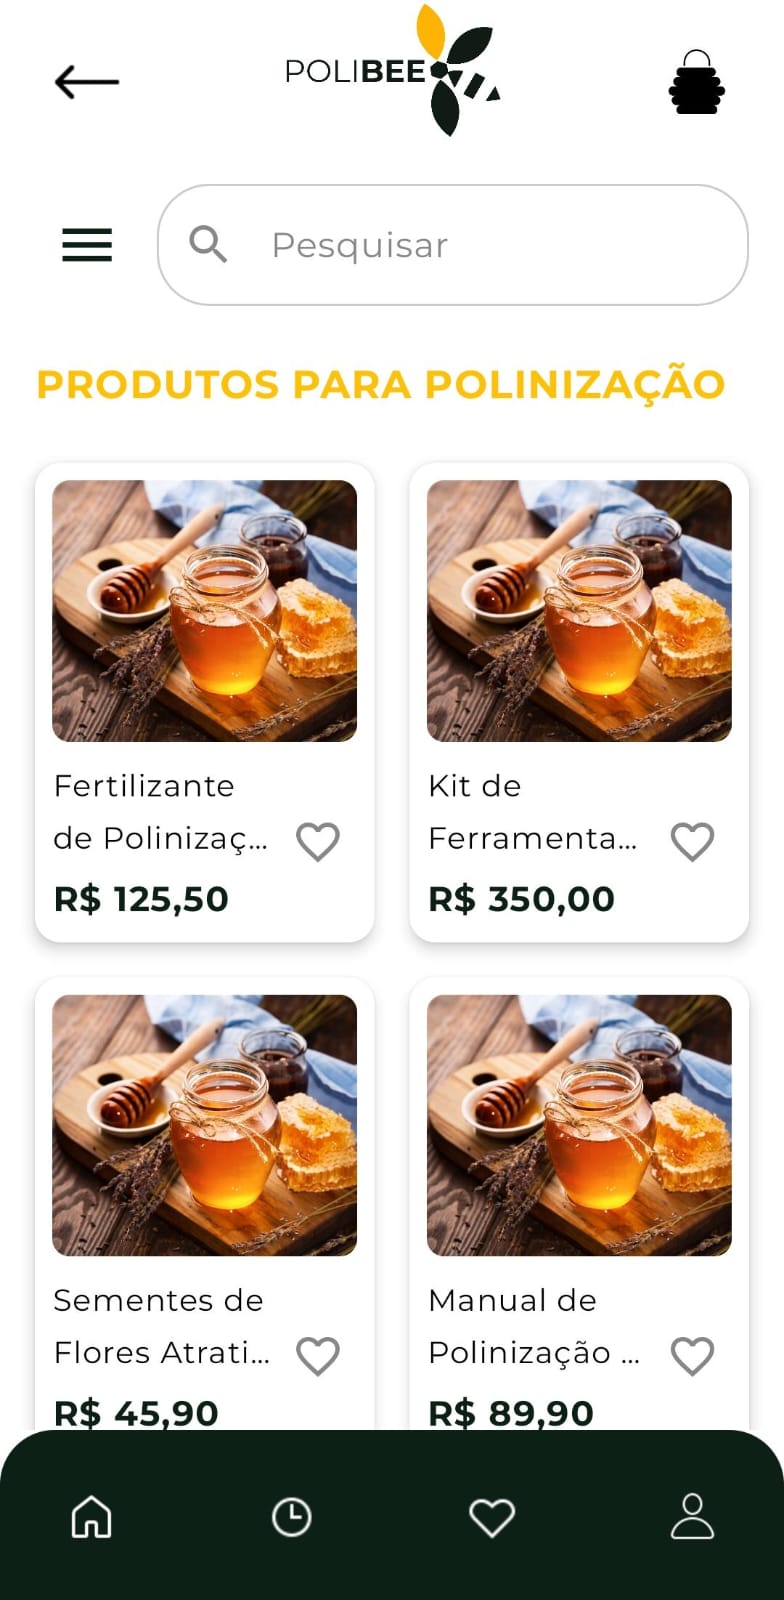 POLIBEE
Pesquisar
PRODUTOS PARA POLINIZAÇÃO
Fertilizante
de Polinizaç...
R$ 125,50
Kit de
Ferramenta...
R$ 350,00
Sementes de
Flores Atrati...
R$ 45,90
Manual de
Polinização ...
R$ 89,90